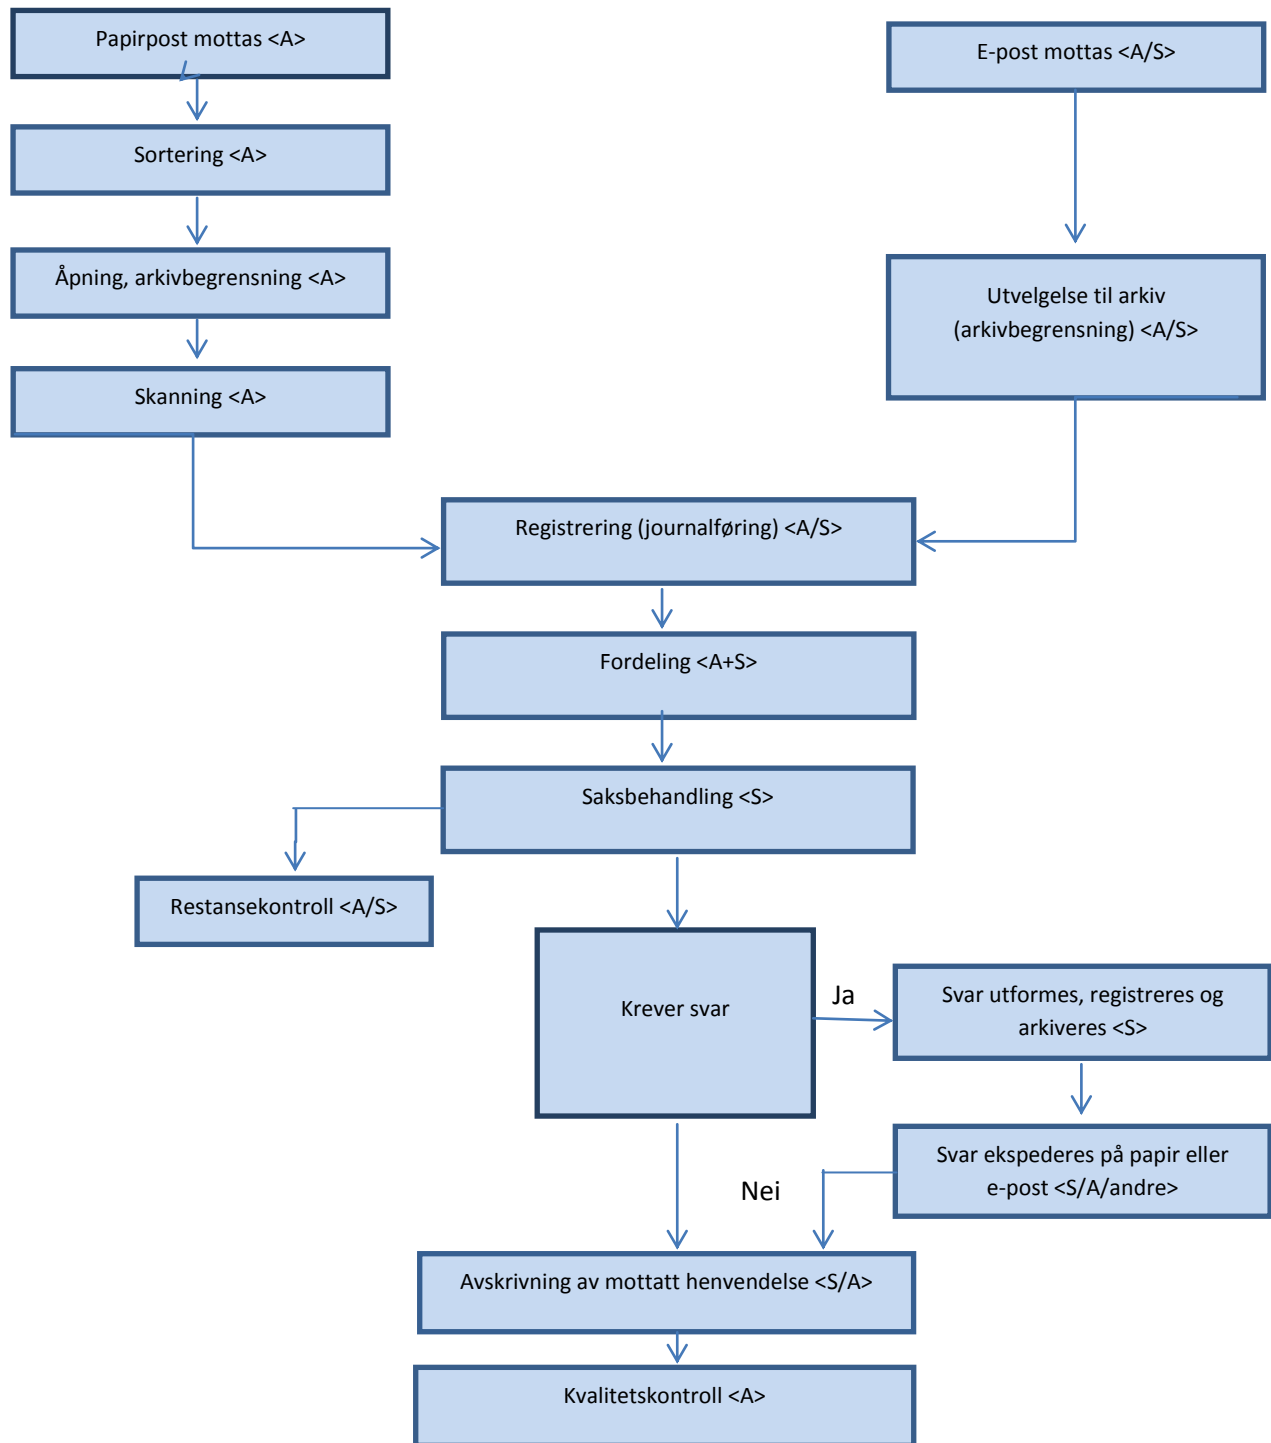 Papirpost mottas <A>
E-post mottas <A/S>
Sortering <A>
Åpning, arkivbegrensning <A>
Utvelgelse til arkiv
(arkivbegrensning) <A/S>
Skanning <A>
Registrering (journalføring) <A/S>
Fordeling <A+S>
Saksbehandling <S>
Restansekontroll <A/S>
Krever svar
Ja
Svar utformes, registreres og
arkiveres <S>
Svar ekspederes på papir eller
e-post <S/A/andre>
Nei
Avskrivning av mottatt henvendelse <S/A>
Kvalitetskontroll <A>